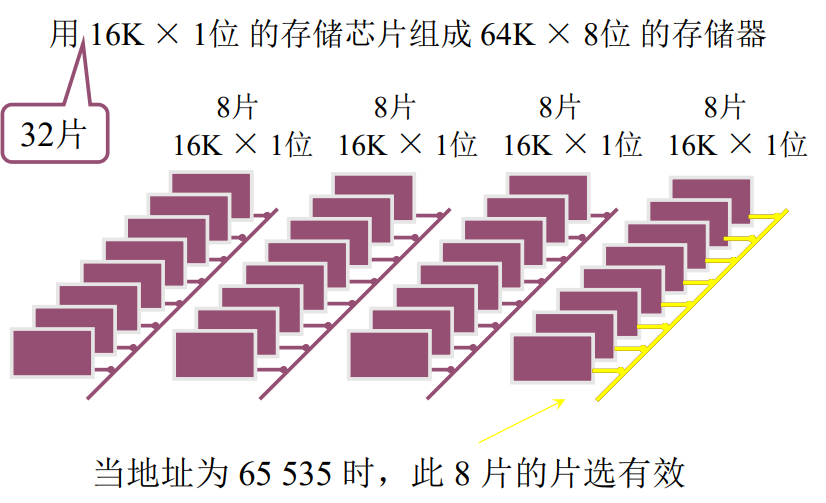 用 16K × 1位 的存储芯片组成 64K × 8位 的存储器
32片
8片 8片 8片 8片
16K × 1位 16K × 1位 16K × 1位 16K × 1位
当地址为 65 535 时，此 8 片的片选有效